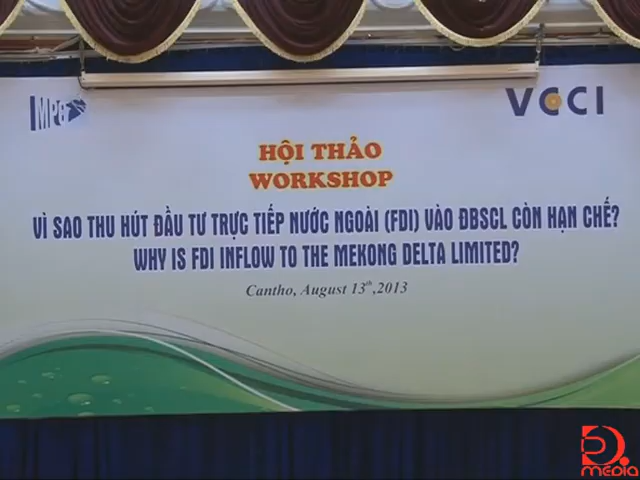 MPG
VCCI
HỘI THẢO
WORKSHOP
VÌ SAO THU HÚT ĐẦU TƯ TRỰC TIẾP NƯỚC NGOÀI (FDI) VÀO ĐBSCL CÒN HẠN CHẾ?
WHY IS FDI INFLOW TO THE MEKONG DELTA LIMITED?
Cantho, August 13th,2013
D.
media